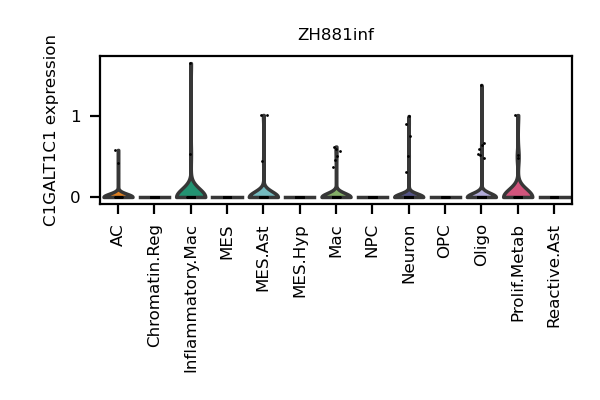 ZH881inf
C1GALT1C1 expression
1
0
AC
Chromatin.Reg
Inflammatory.Mac
MES
MES.Ast
MES.Hyp
Mac
NPC
Neuron
OPC
Oligo
Prolif.Metab
Reactive.Ast